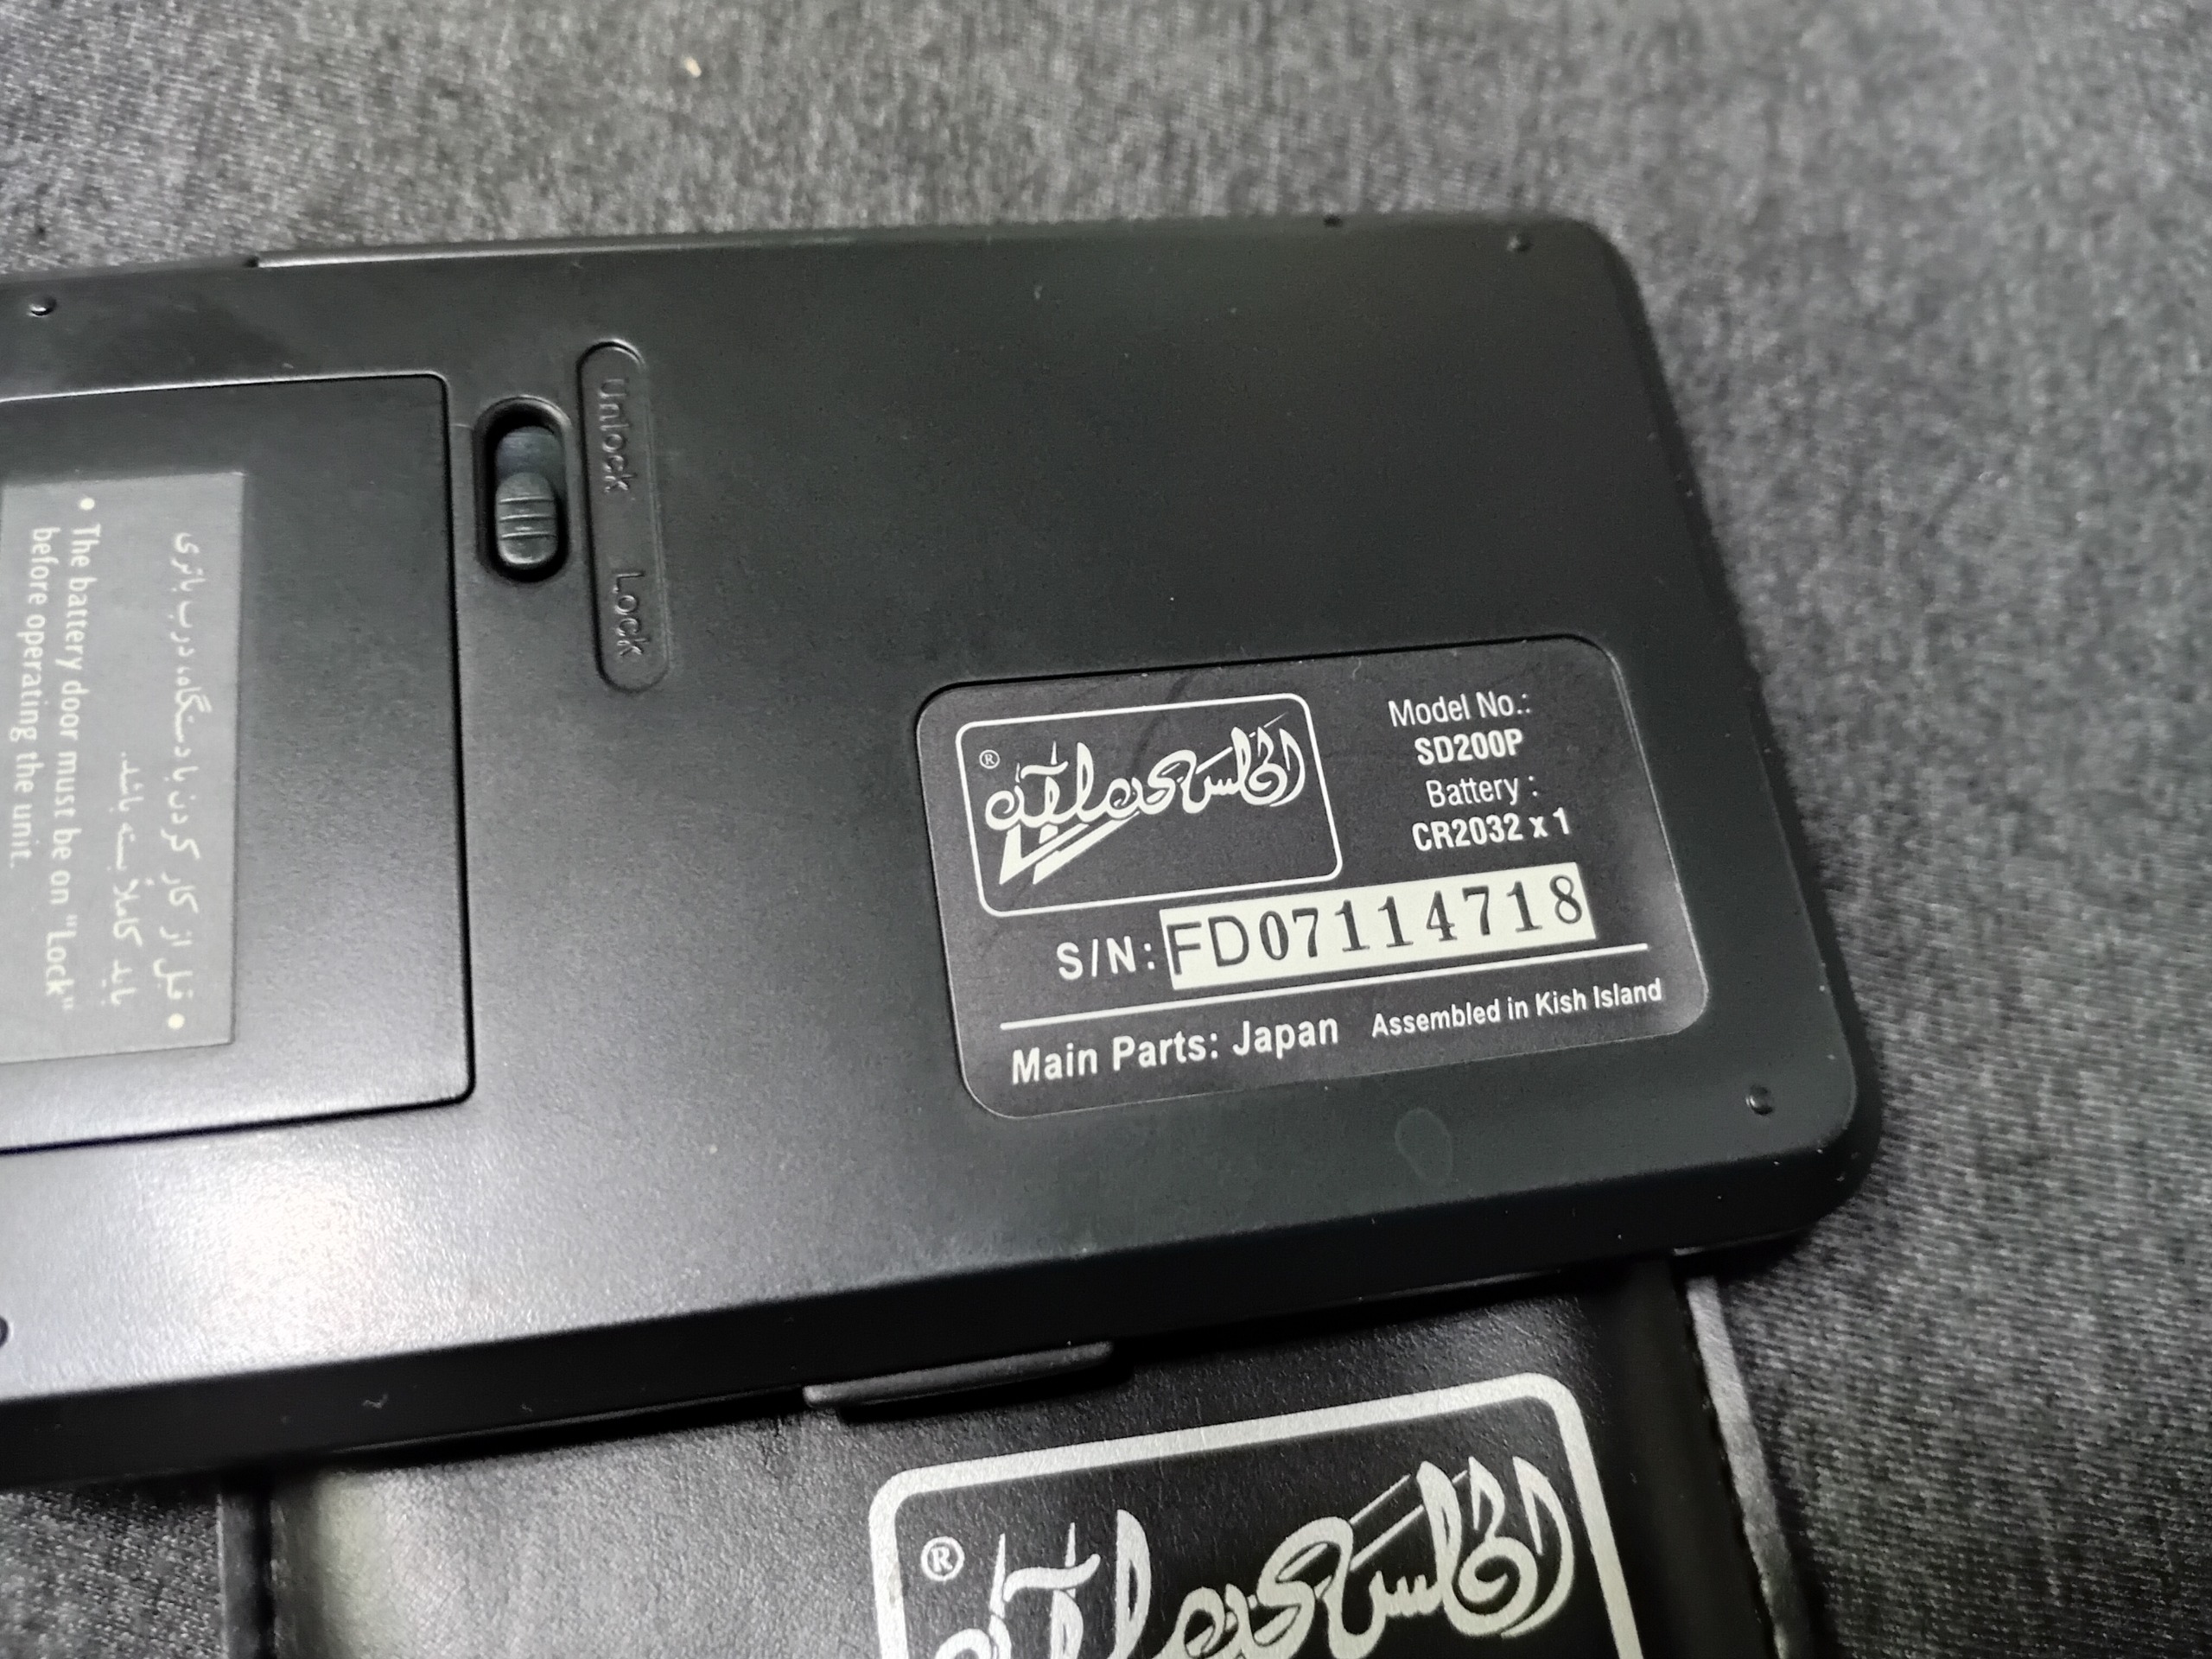 Unlock Lock
• قبل از کار کردن با دستگاه، درب باتری
باید کاملاً بسته باشد.
• The battery door must be on "Lock"
before operating the unit.
®
Model No.:
SD200P
Battery :
CR2032 x 1
S/N: FD07114718
Main Parts: Japan Assembled in Kish Island
®